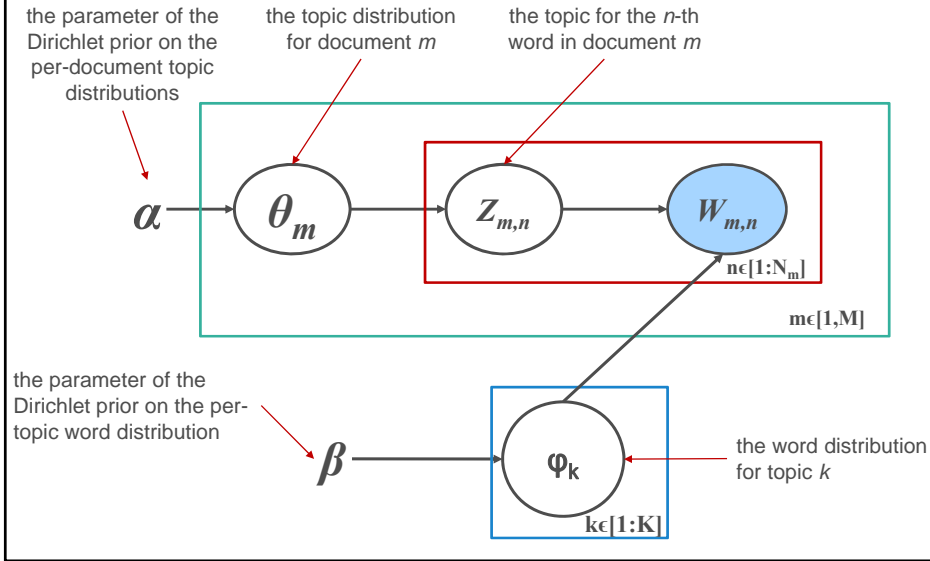 the parameter of the
Dirichlet prior on the
per-document topic
distributions
the topic distribution
for document m
the topic for the n-th
word in document m
α
θm
Zm,n
Wm,n
nϵ[1:Nm]
mϵ[1,M]
the parameter of the
Dirichlet prior on the per-
topic word distribution
β
φk
the word distribution
for topic k
kϵ[1:K]